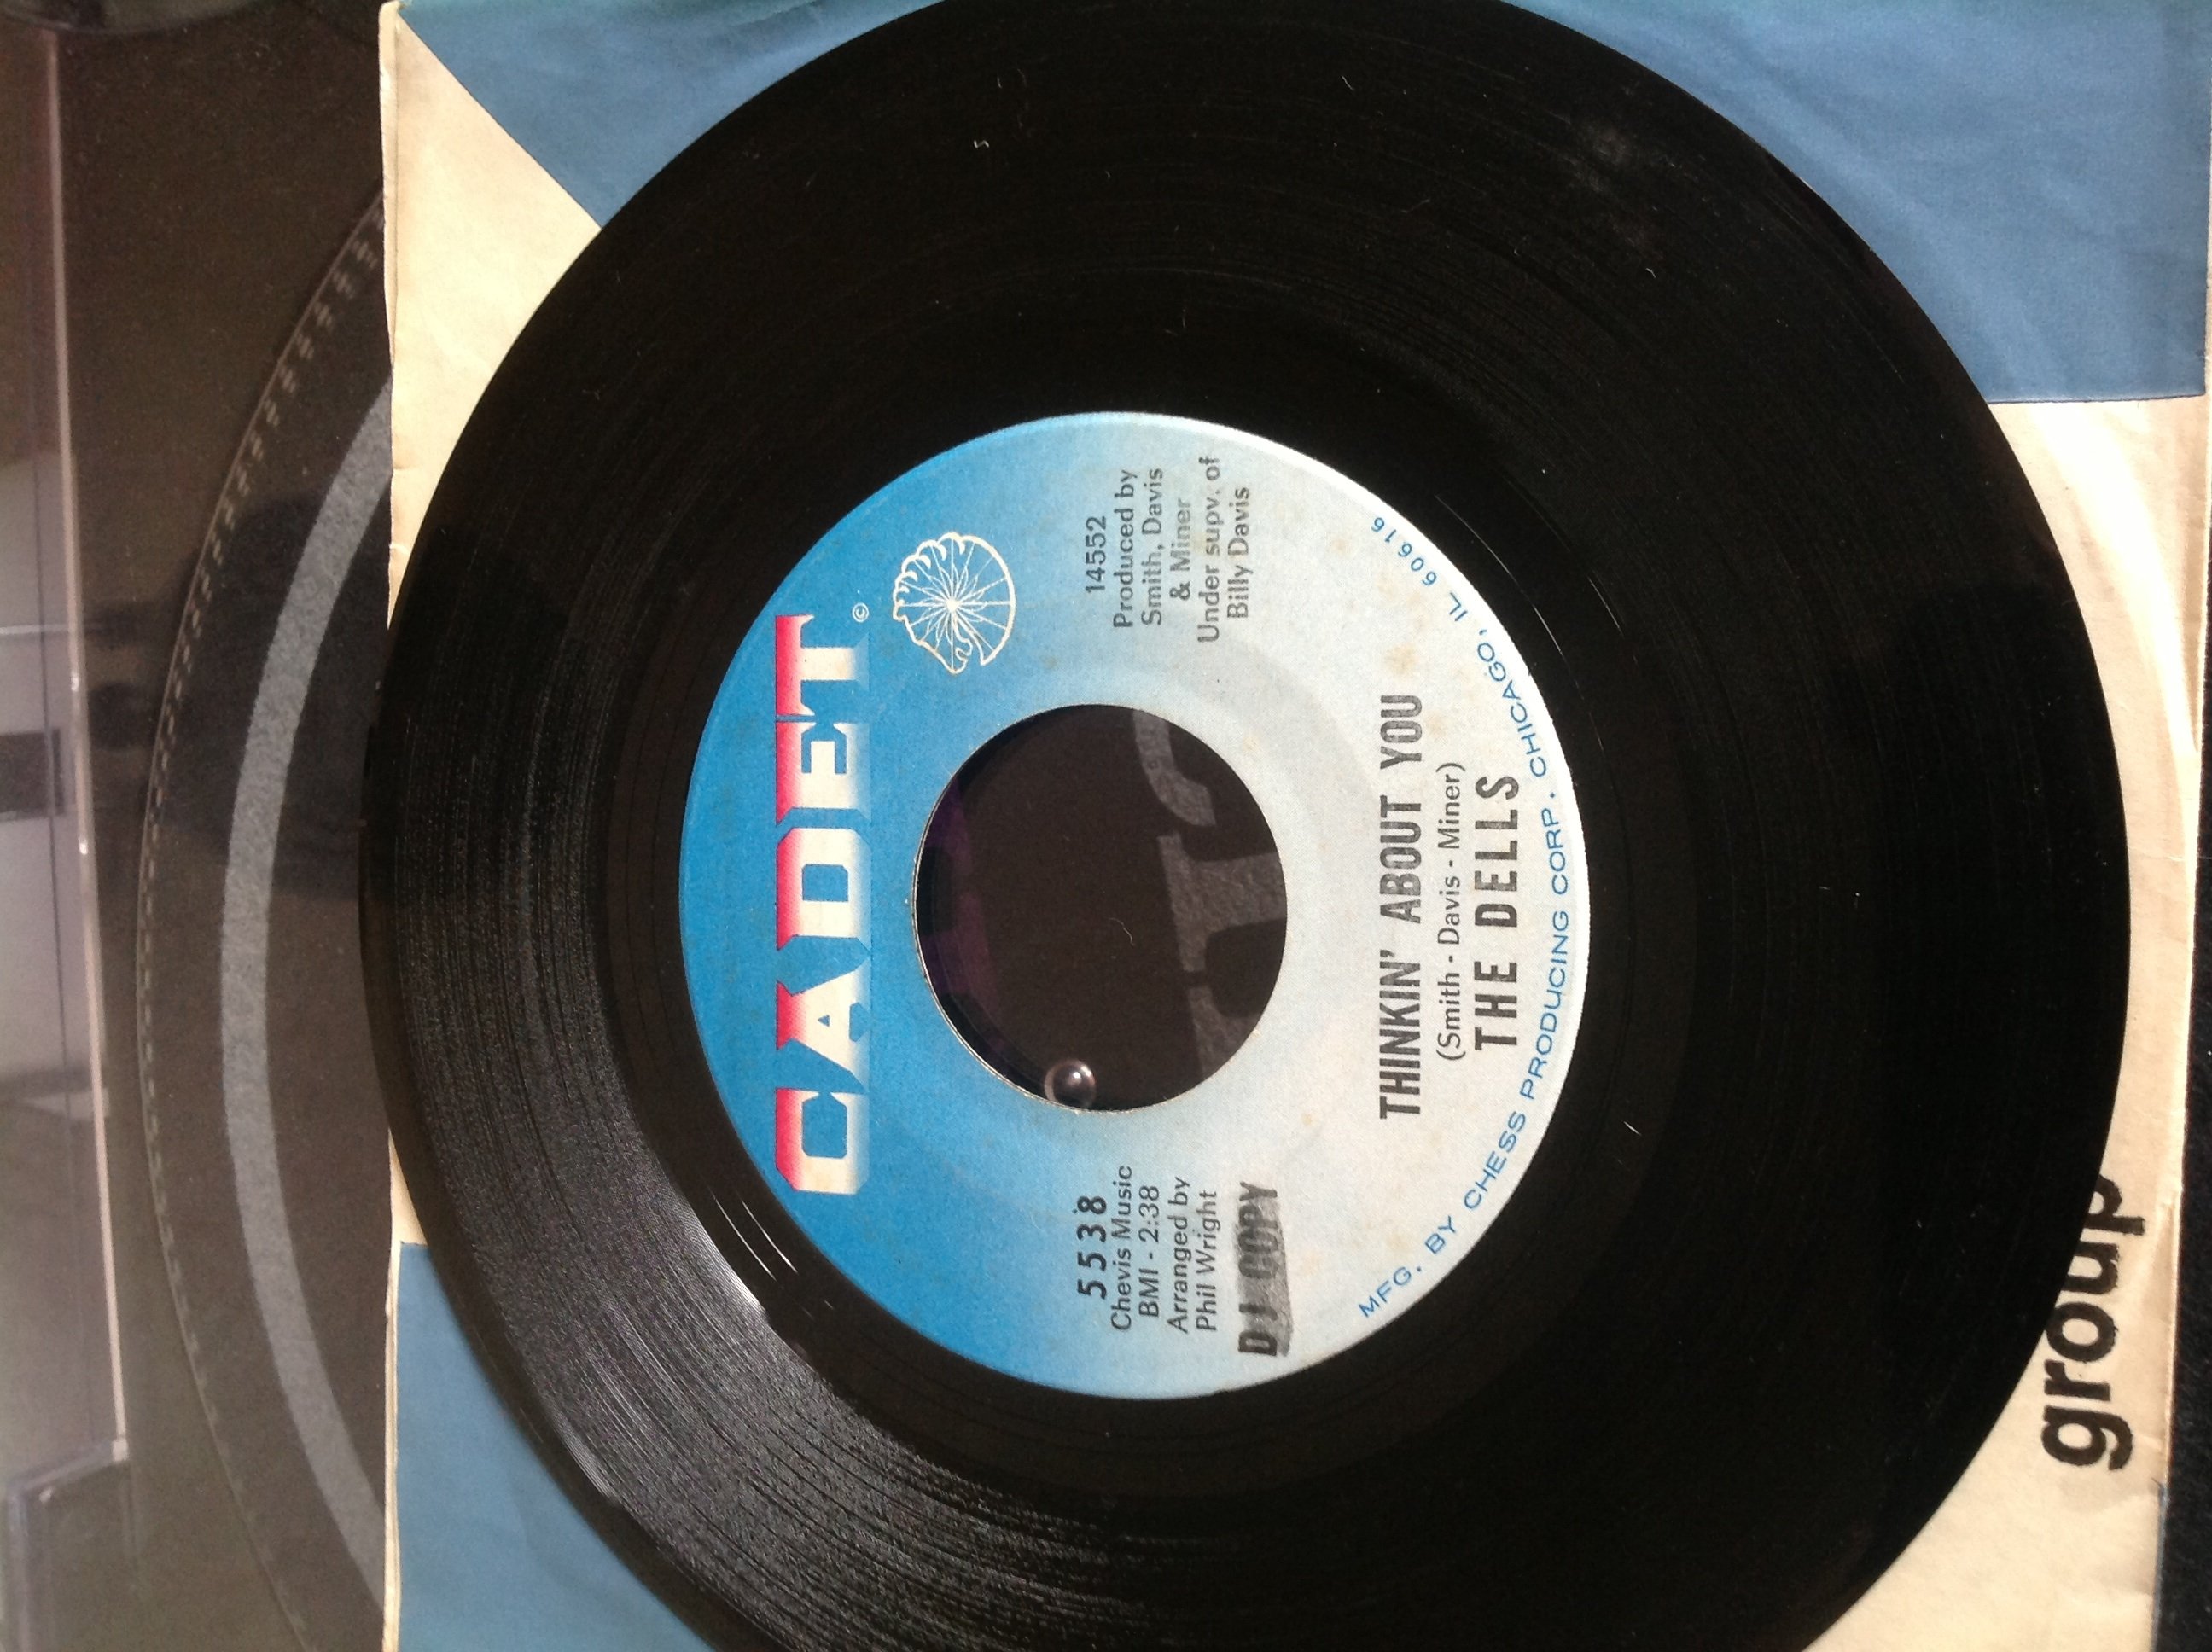 CADET
©
5538
Chevis Music
BMI - 2:38
Arranged by
Phil Wright
DJ COPY
14552
Produced by
Smith, Davis
& Miner
Under supv. of
Billy Davis
THINKIN' ABOUT YOU
(Smith - Davis - Miner)
THE DELLS
MFG. BY CHESS PRODUCING CORP. CHICAGO, IL 60616
group